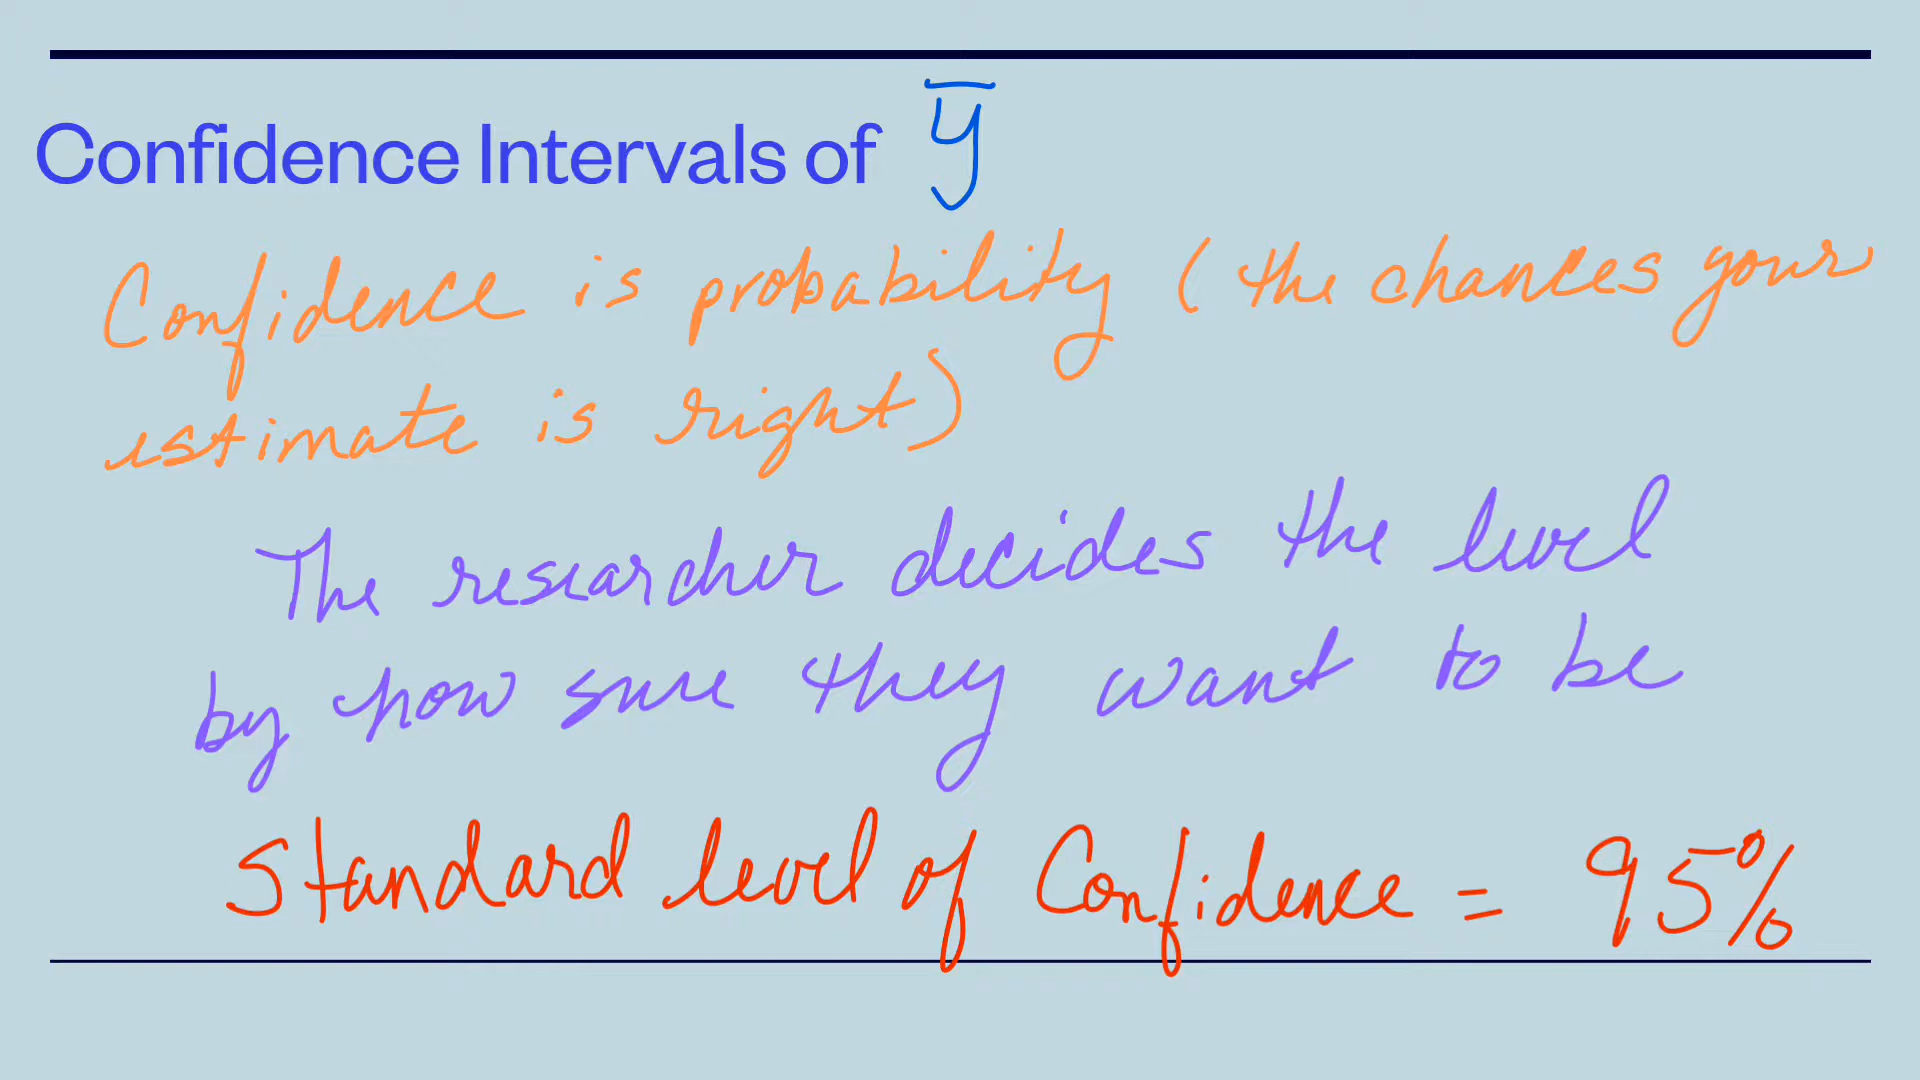 Confidence Intervals of ȳ
Confidence is probability (the chances your
estimate is right)
The researcher decides the level
by how sure they want to be
Standard level of Confidence = 95%